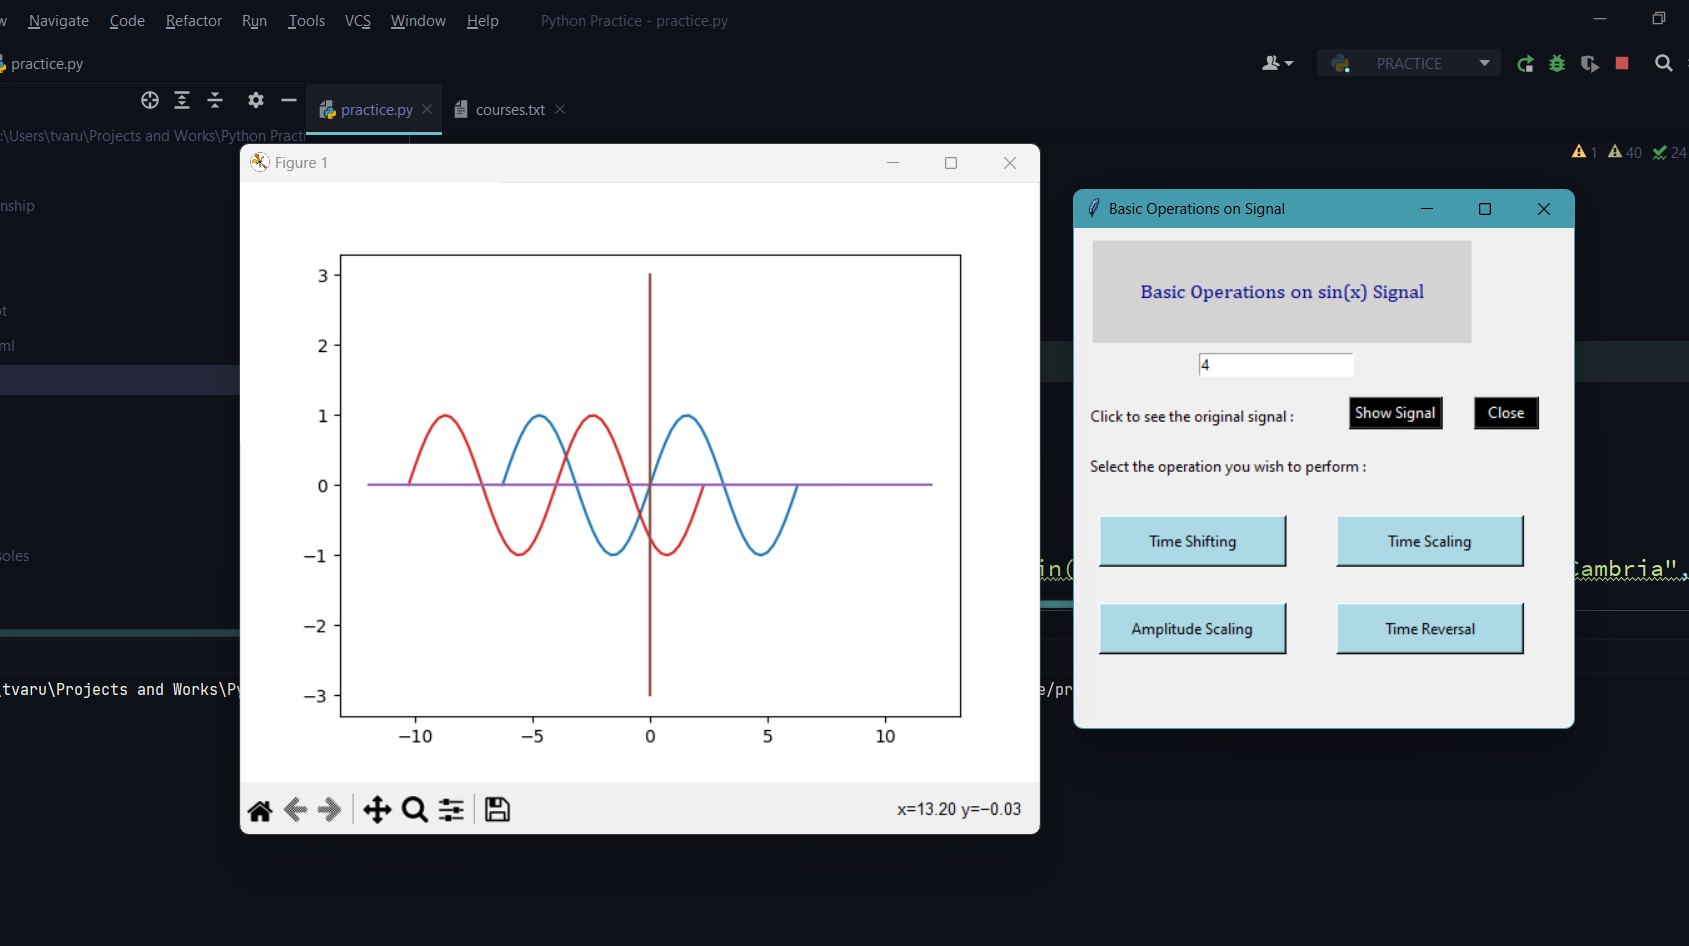 w Navigate Code Refactor Run Tools VCS Window Help Python Practice - practice.py
practice.py
PRACTICE
practice.py courses.txt
:\Users\tvaru\Projects and Works\Python Practi
1 40 24
nship
ot
ml
soles
Figure 1
3
2
1
0
−1
−2
−3
−10 −5 0 5 10
x=13.20 y=−0.03
Basic Operations on Signal
Basic Operations on sin(x) Signal
4
Click to see the original signal :
Show Signal
Close
Select the operation you wish to perform :
Time Shifting
Time Scaling
Amplitude Scaling
Time Reversal
in( Cambria",
\tvaru\Projects and Works\Py e/pr